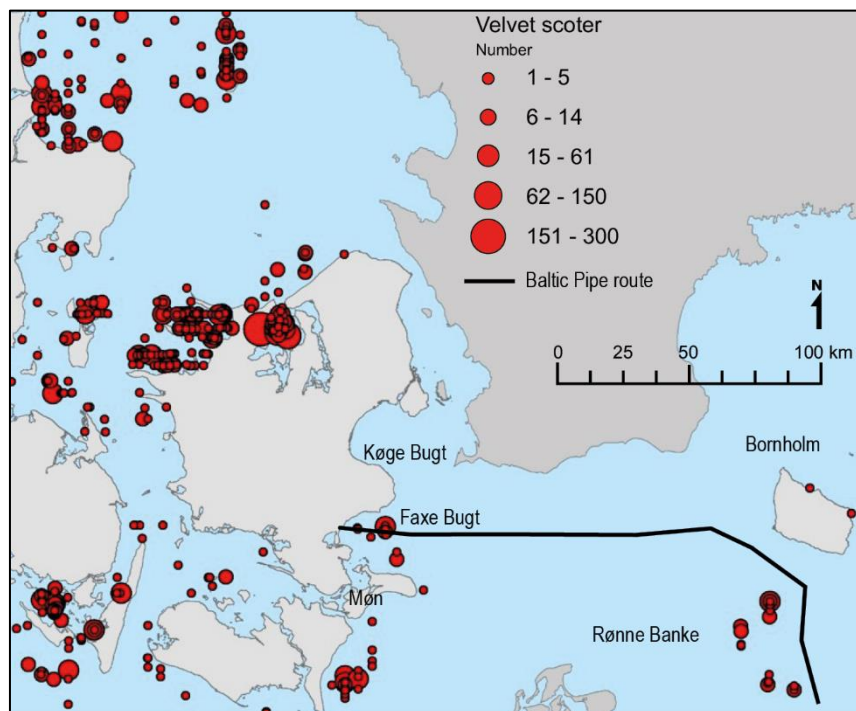 Velvet scoter
Number
1 - 5
6 - 14
15 - 61
62 - 150
151 - 300
Baltic Pipe route
N
0 25 50 100 km
Køge Bugt
Bornholm
Faxe Bugt
Møn
Rønne Banke